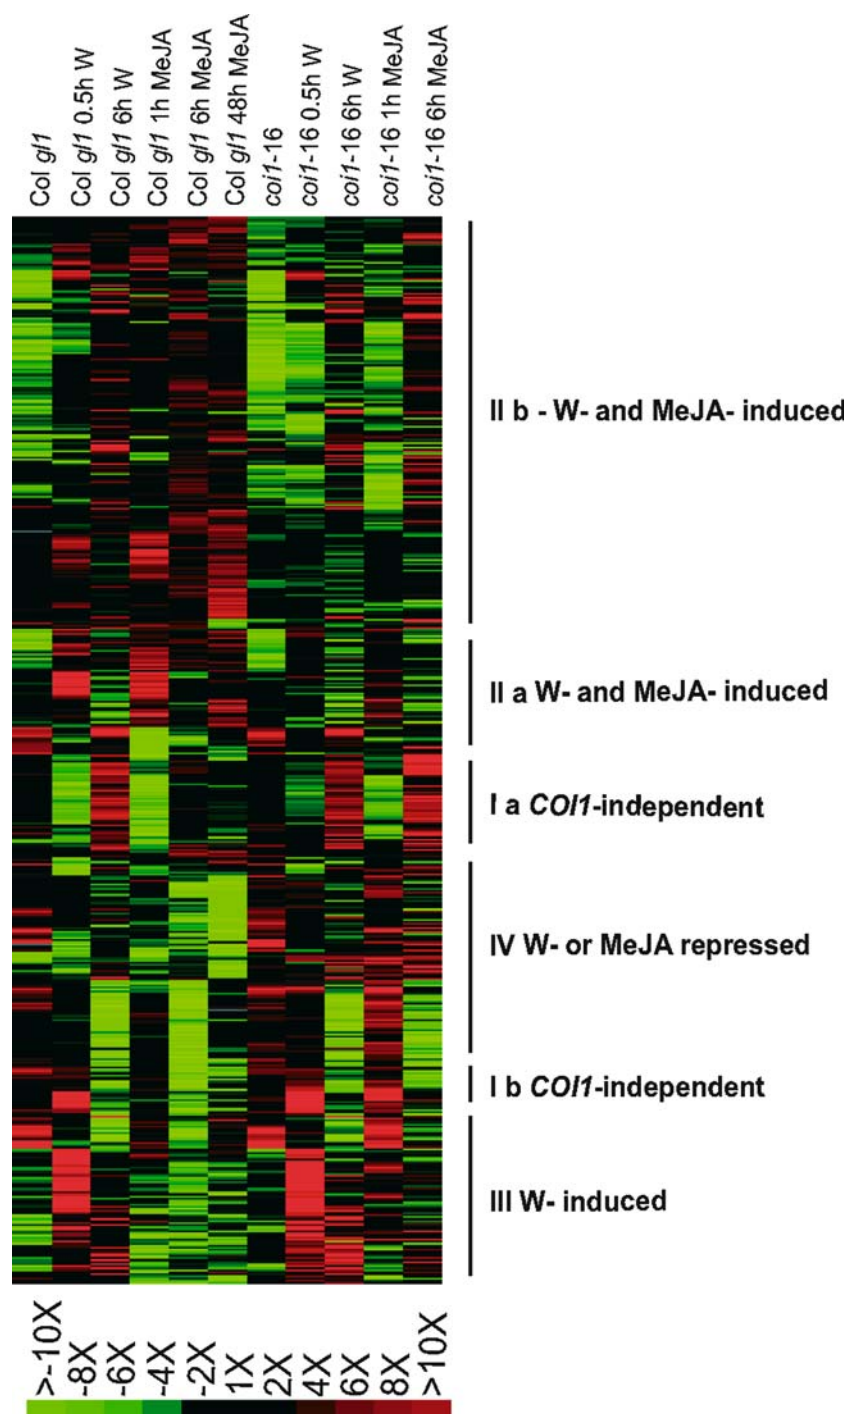 Col gl1
Col gl1 0.5h W
Col gl1 6h W
Col gl1 1h MeJA
Col gl1 6h MeJA
Col gl1 48h MeJA
coi1-16
coi1-16 0.5h W
coi1-16 6h W
coi1-16 1h MeJA
coi1-16 6h MeJA
II b - W- and MeJA- induced
II a W- and MeJA- induced
I a COI1-independent
IV W- or MeJA repressed
I b COI1-independent
III W- induced
>-10X
-8X
-6X
-4X
-2X
1X
2X
4X
6X
8X
>10X